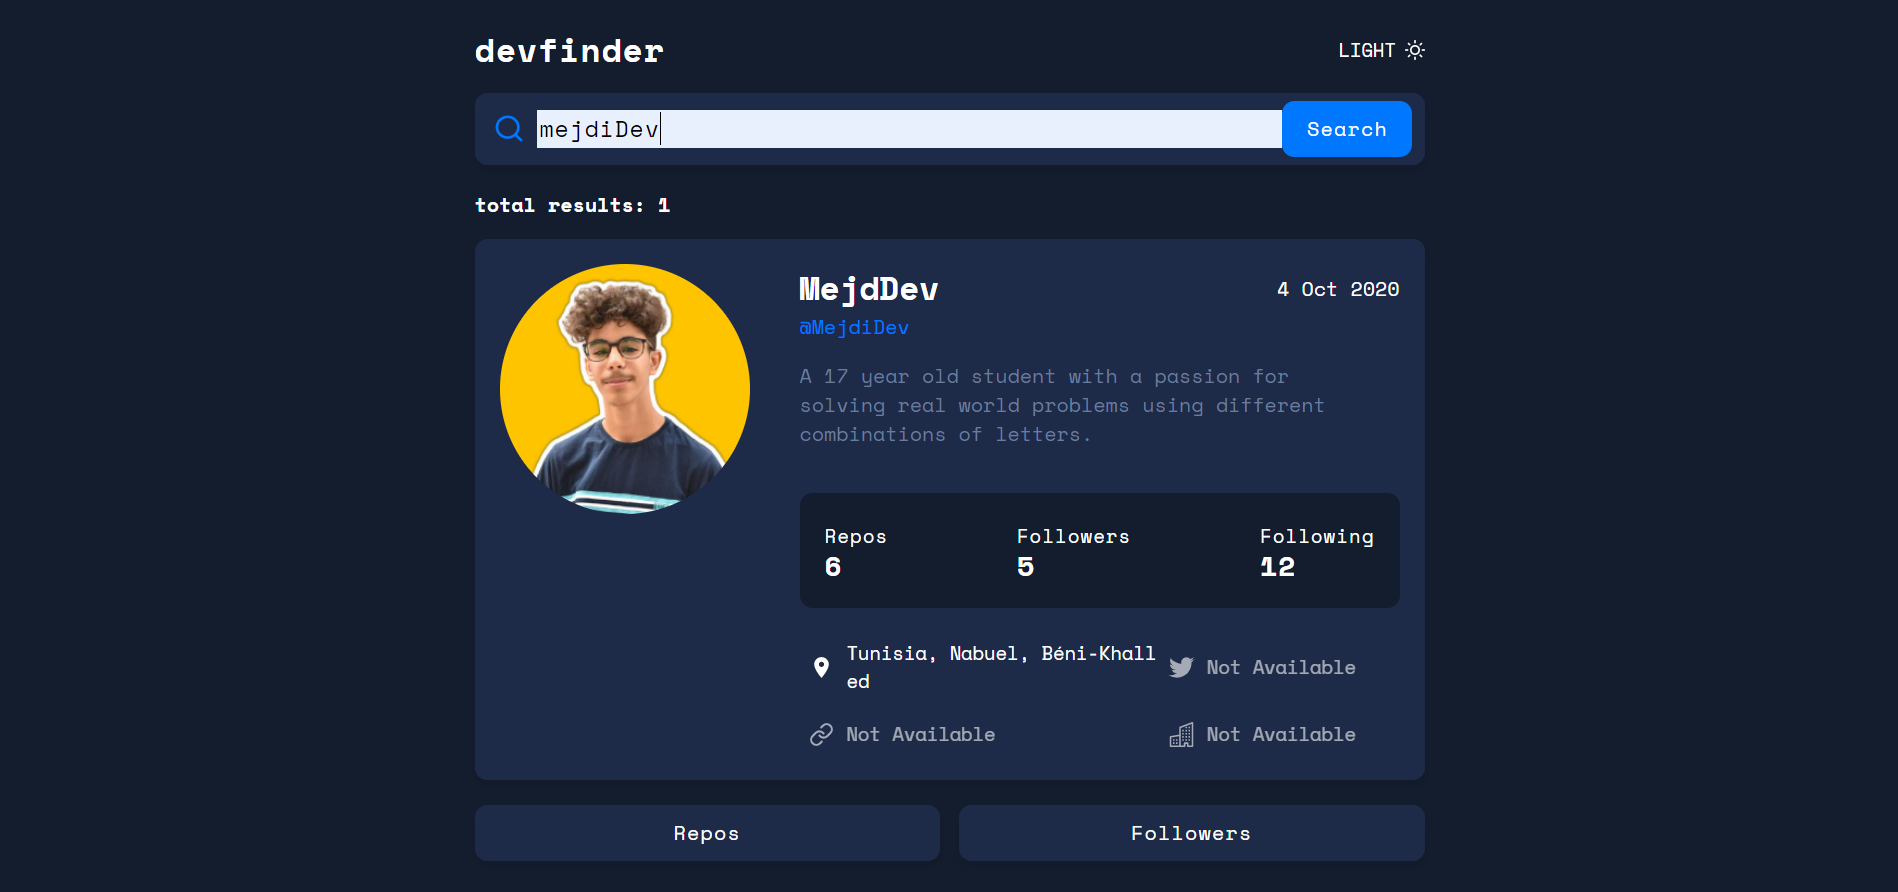 devfinder
LIGHT
mejdiDev
Search
total results: 1
MejdDev
4 Oct 2020
@MejdiDev
A 17 year old student with a passion for
solving real world problems using different
combinations of letters.
Repos
Followers
Following
6
5
12
Tunisia, Nabuel, Béni-Khall
ed
Not Available
Not Available
Not Available
Repos
Followers